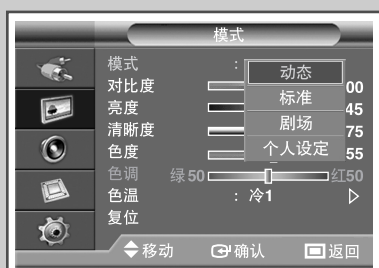 模式
模式 :
动态
标准
剧场
个人设定
对比度 00
亮度 45
清晰度 75
色度 55
色调 绿50 红50
色温 : 冷1
复位
移动 确认 返回